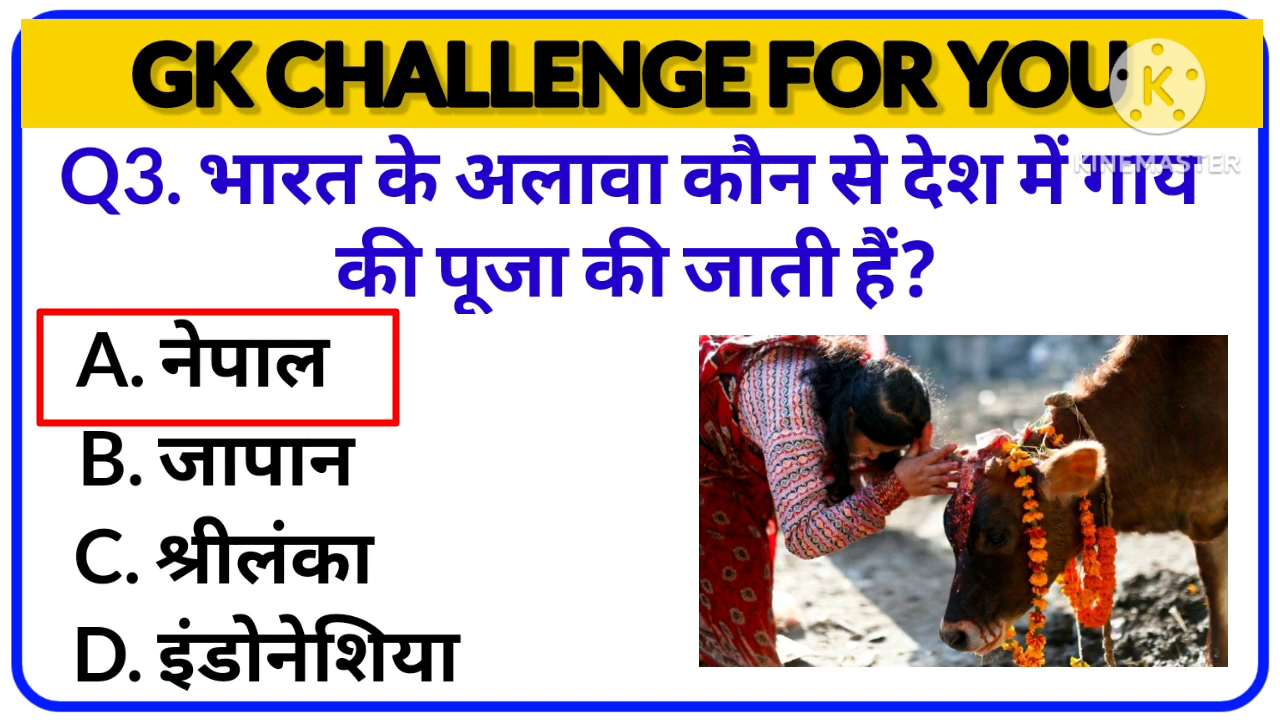 GK CHALLENGE FOR YOU
K
KINEMASTER
Q3. भारत के अलावा कौन से देश में गाय
की पूजा की जाती हैं?
A. नेपाल
B. जापान
C. श्रीलंका
D. इंडोनेशिया